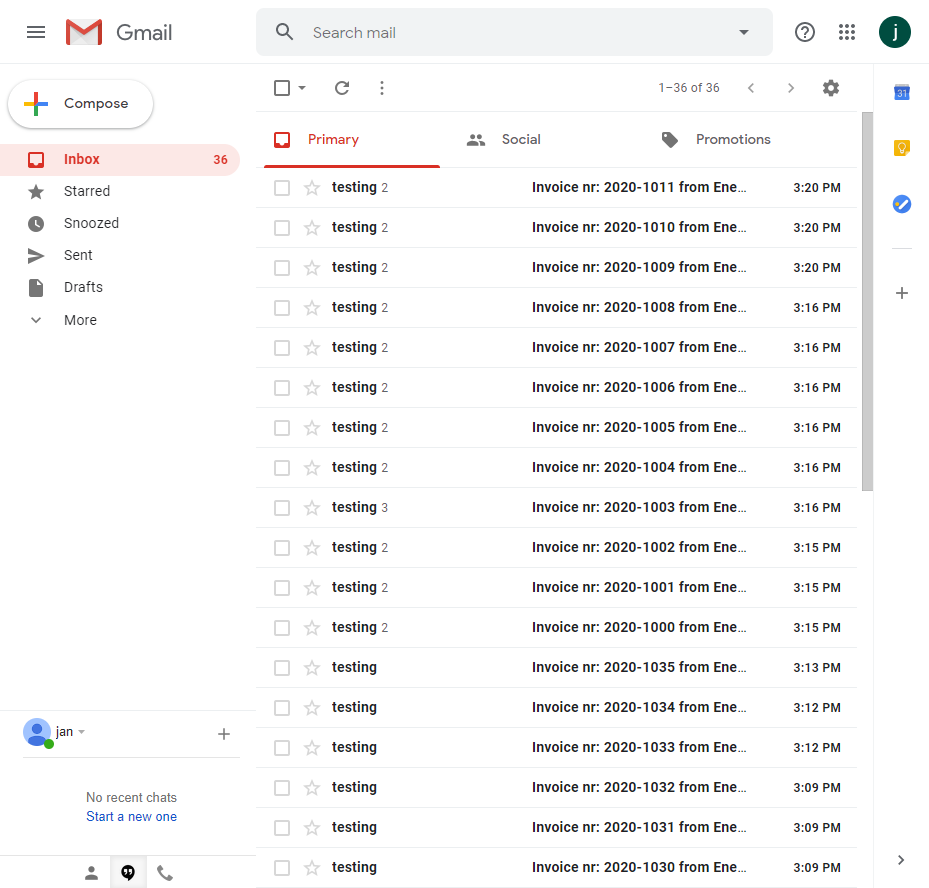 Gmail
Search mail
j
Compose
1–36 of 36
31
Inbox 36
Starred
Snoozed
Sent
Drafts
More
Primary Social Promotions
testing 2 Invoice nr: 2020-1011 from Ene... 3:20 PM
testing 2 Invoice nr: 2020-1010 from Ene... 3:20 PM
testing 2 Invoice nr: 2020-1009 from Ene... 3:20 PM
testing 2 Invoice nr: 2020-1008 from Ene... 3:16 PM
testing 2 Invoice nr: 2020-1007 from Ene... 3:16 PM
testing 2 Invoice nr: 2020-1006 from Ene... 3:16 PM
testing 2 Invoice nr: 2020-1005 from Ene... 3:16 PM
testing 2 Invoice nr: 2020-1004 from Ene... 3:16 PM
testing 3 Invoice nr: 2020-1003 from Ene... 3:16 PM
testing 2 Invoice nr: 2020-1002 from Ene... 3:15 PM
testing 2 Invoice nr: 2020-1001 from Ene... 3:15 PM
testing 2 Invoice nr: 2020-1000 from Ene... 3:15 PM
testing Invoice nr: 2020-1035 from Ene... 3:13 PM
testing Invoice nr: 2020-1034 from Ene... 3:12 PM
testing Invoice nr: 2020-1033 from Ene... 3:12 PM
testing Invoice nr: 2020-1032 from Ene... 3:09 PM
testing Invoice nr: 2020-1031 from Ene... 3:09 PM
testing Invoice nr: 2020-1030 from Ene... 3:09 PM
jan
No recent chats
Start a new one